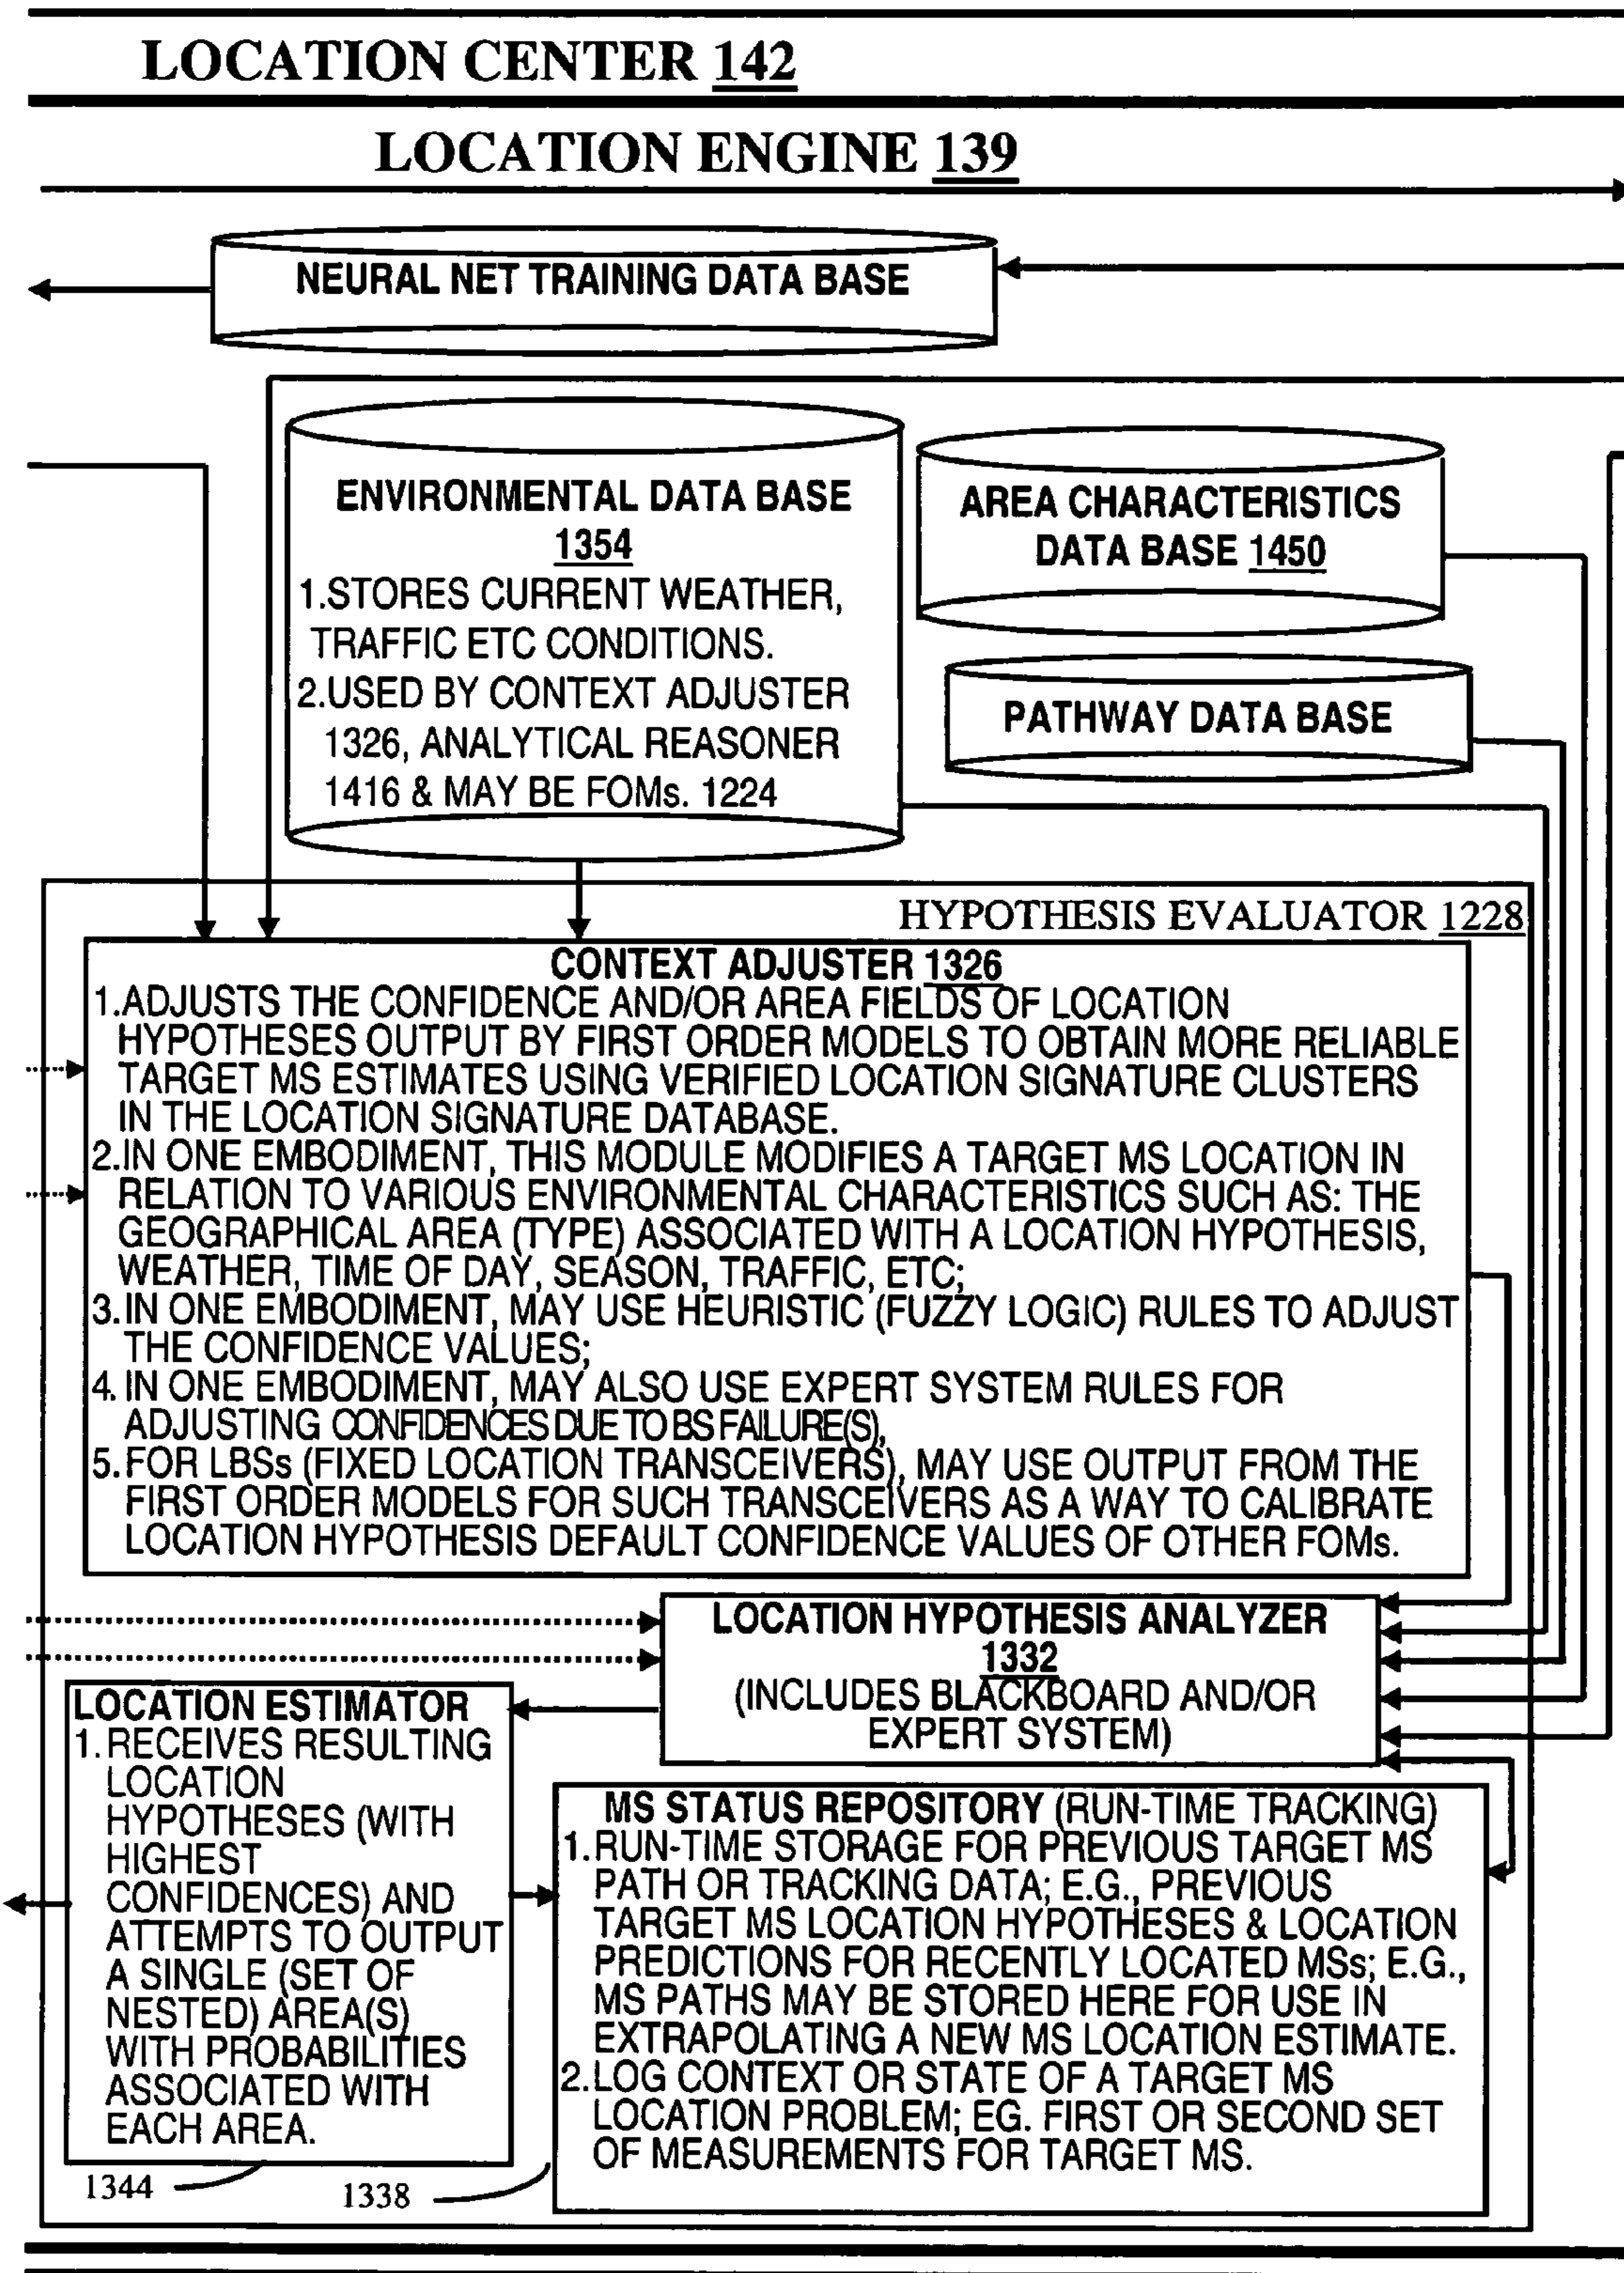 LOCATION CENTER 142
LOCATION ENGINE 139
NEURAL NET TRAINING DATA BASE
ENVIRONMENTAL DATA BASE
1354
1.STORES CURRENT WEATHER,
TRAFFIC ETC CONDITIONS.
2.USED BY CONTEXT ADJUSTER
1326, ANALYTICAL REASONER
1416 & MAY BE FOMs. 1224
AREA CHARACTERISTICS
DATA BASE 1450
PATHWAY DATA BASE
HYPOTHESIS EVALUATOR 1228
CONTEXT ADJUSTER 1326
1.ADJUSTS THE CONFIDENCE AND/OR AREA FIELDS OF LOCATION
HYPOTHESES OUTPUT BY FIRST ORDER MODELS TO OBTAIN MORE RELIABLE
TARGET MS ESTIMATES USING VERIFIED LOCATION SIGNATURE CLUSTERS
IN THE LOCATION SIGNATURE DATABASE.
2.IN ONE EMBODIMENT, THIS MODULE MODIFIES A TARGET MS LOCATION IN
RELATION TO VARIOUS ENVIRONMENTAL CHARACTERISTICS SUCH AS: THE
GEOGRAPHICAL AREA (TYPE) ASSOCIATED WITH A LOCATION HYPOTHESIS,
WEATHER, TIME OF DAY, SEASON, TRAFFIC, ETC;
3.IN ONE EMBODIMENT, MAY USE HEURISTIC (FUZZY LOGIC) RULES TO ADJUST
THE CONFIDENCE VALUES;
4. IN ONE EMBODIMENT, MAY ALSO USE EXPERT SYSTEM RULES FOR
ADJUSTING CONFIDENCES DUE TO BS FAILURE(S),
5.FOR LBSs (FIXED LOCATION TRANSCEIVERS), MAY USE OUTPUT FROM THE
FIRST ORDER MODELS FOR SUCH TRANSCEIVERS AS A WAY TO CALIBRATE
LOCATION HYPOTHESIS DEFAULT CONFIDENCE VALUES OF OTHER FOMs.
LOCATION HYPOTHESIS ANALYZER
1332
(INCLUDES BLACKBOARD AND/OR
EXPERT SYSTEM)
LOCATION ESTIMATOR
1.RECEIVES RESULTING
LOCATION
HYPOTHESES (WITH
HIGHEST
CONFIDENCES) AND
ATTEMPTS TO OUTPUT
A SINGLE (SET OF
NESTED) AREA(S)
WITH PROBABILITIES
ASSOCIATED WITH
EACH AREA.
1344
MS STATUS REPOSITORY (RUN-TIME TRACKING)
1.RUN-TIME STORAGE FOR PREVIOUS TARGET MS
PATH OR TRACKING DATA; E.G., PREVIOUS
TARGET MS LOCATION HYPOTHESES & LOCATION
PREDICTIONS FOR RECENTLY LOCATED MSs; E.G.,
MS PATHS MAY BE STORED HERE FOR USE IN
EXTRAPOLATING A NEW MS LOCATION ESTIMATE.
2.LOG CONTEXT OR STATE OF A TARGET MS
LOCATION PROBLEM; EG. FIRST OR SECOND SET
OF MEASUREMENTS FOR TARGET MS.
1338